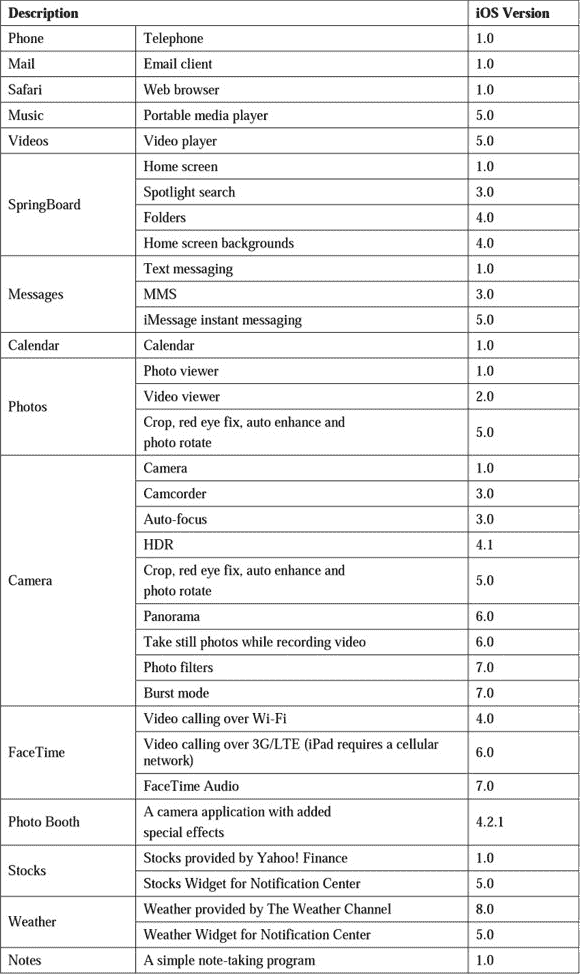 Description iOS Version
Phone Telephone 1.0
Mail Email client 1.0
Safari Web browser 1.0
Music Portable media player 5.0
Videos Video player 5.0
SpringBoard
Home screen 1.0
Spotlight search 3.0
Folders 4.0
Home screen backgrounds 4.0
Messages
Text messaging 1.0
MMS 3.0
iMessage instant messaging 5.0
Calendar Calendar 1.0
Photos
Photo viewer 1.0
Video viewer 2.0
Crop, red eye fix, auto enhance and
photo rotate 5.0
Camera
Camera 1.0
Camcorder 3.0
Auto-focus 3.0
HDR 4.1
Crop, red eye fix, auto enhance and
photo rotate 5.0
Panorama 6.0
Take still photos while recording video 6.0
Photo filters 7.0
Burst mode 7.0
FaceTime
Video calling over Wi-Fi 4.0
Video calling over 3G/LTE (iPad requires a cellular
network) 6.0
FaceTime Audio 7.0
Photo Booth
A camera application with added
special effects 4.2.1
Stocks
Stocks provided by Yahoo! Finance 1.0
Stocks Widget for Notification Center 5.0
Weather
Weather provided by The Weather Channel 8.0
Weather Widget for Notification Center 5.0
Notes A simple note-taking program 1.0